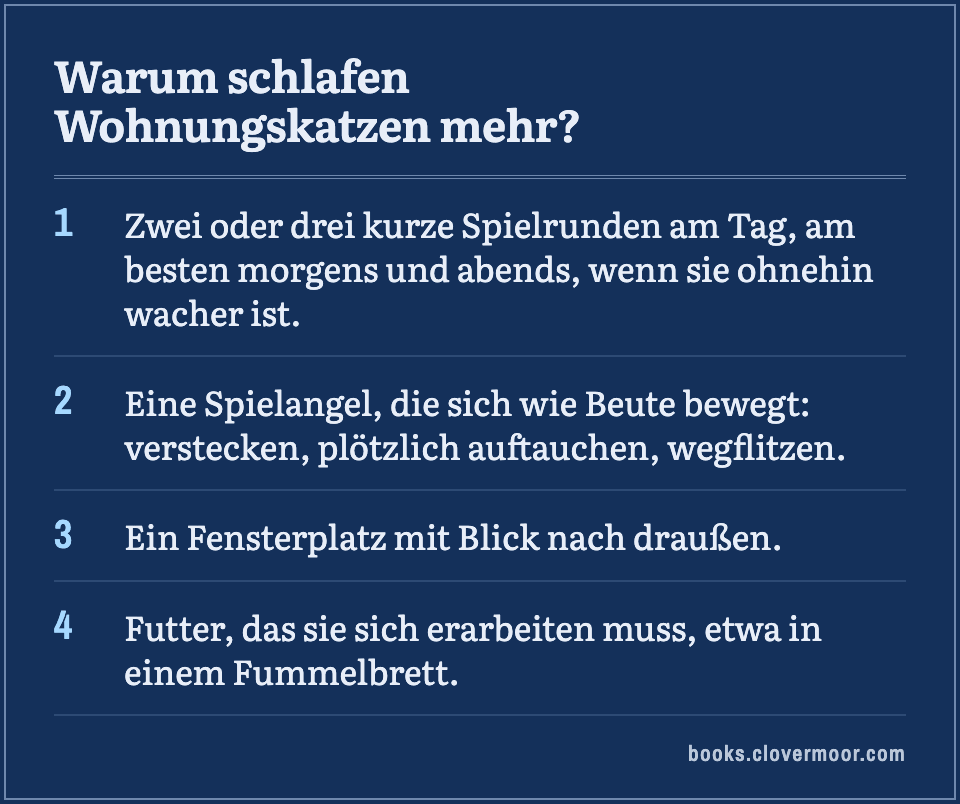 Warum schlafen
Wohnungskatzen mehr?
1 Zwei oder drei kurze Spielrunden am Tag, am
besten morgens und abends, wenn sie ohnehin
wacher ist.
2 Eine Spielangel, die sich wie Beute bewegt:
verstecken, plötzlich auftauchen, wegflitzen.
3 Ein Fensterplatz mit Blick nach draußen.
4 Futter, das sie sich erarbeiten muss, etwa in
einem Fummelbrett.
books.clovermoor.com